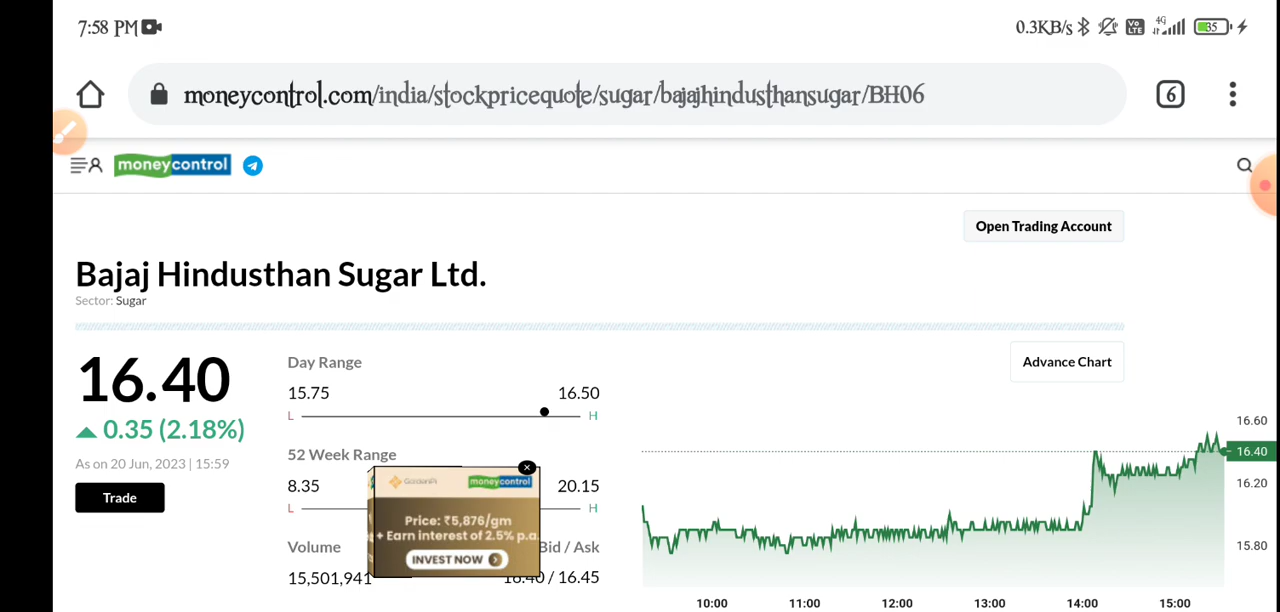 7:58 PM
0.3KB/s 4G Vo LTE 35
moneycontrol.com/india/stockpricequote/sugar/bajajhindusthansugar/BH06
6
moneycontrol
Open Trading Account
Bajaj Hindusthan Sugar Ltd.
Sector: Sugar
16.40
0.35 (2.18%)
As on 20 Jun, 2023 | 15:59
Trade
Day Range
15.75 16.50
L H
52 Week Range
8.35 20.15
L H
Volume Bid / Ask
15,501,941 16.40 / 16.45
GoldenPi moneycontrol
Price: ₹5,876/gm
+ Earn interest of 2.5% p.a.
INVEST NOW
Advance Chart
16.60
16.40
16.20
15.80
10:00 11:00 12:00 13:00 14:00 15:00